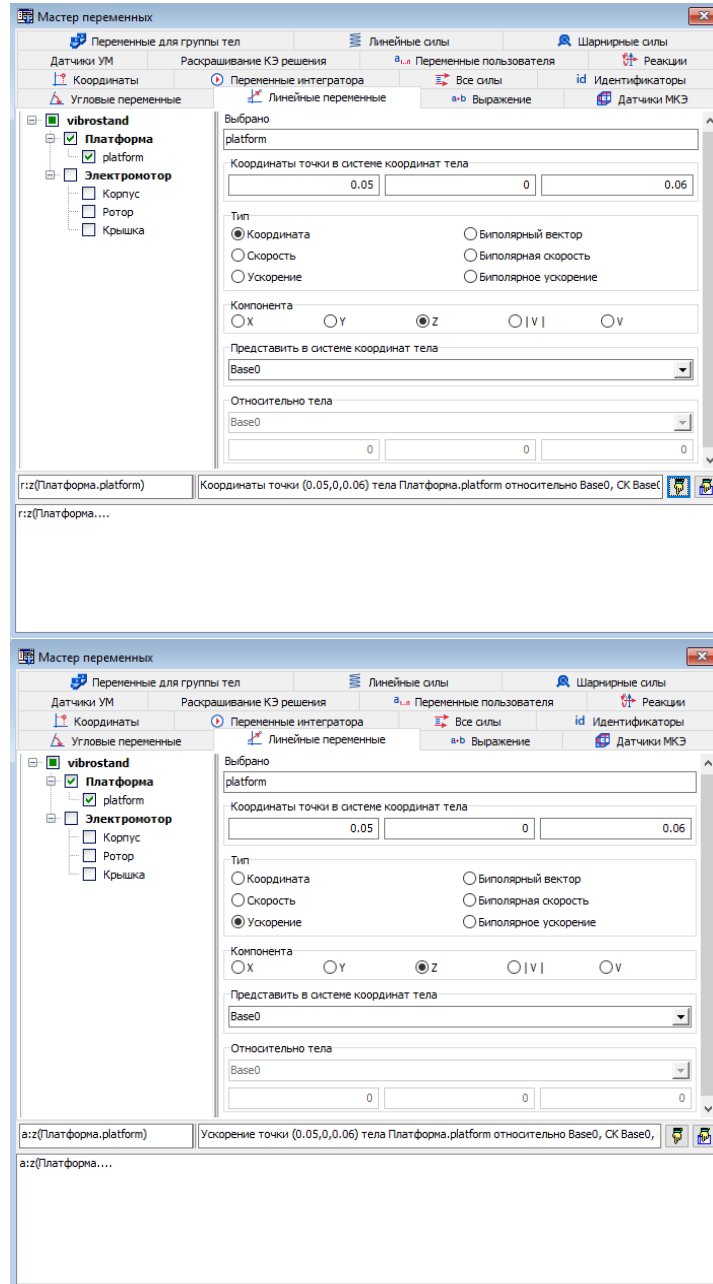 Мастер переменных
Переменные для группы тел Линейные силы Шарнирные силы
Датчики УМ Раскрашивание КЭ решения Переменные пользователя Реакции
Координаты Переменные интегратора Все силы id Идентификаторы
Угловые переменные Линейные переменные a+b Выражение Датчики МКЭ
vibrostand
Платформа
platform
Электромотор
Корпус
Ротор
Крышка
Выбрано
platform
Координаты точки в системе координат тела
0.05 0 0.06
Тип
Координата Биполярный вектор
Скорость Биполярная скорость
Ускорение Биполярное ускорение
Компонента
X Y Z | V | V
Представить в системе координат тела
Base0
Относительно тела
Base0
0 0 0
r:z(Платформа.platform) Координаты точки (0.05,0,0.06) тела Платформа.platform относительно Base0, СК Base(
r:z(Платформа....
Мастер переменных
Переменные для группы тел Линейные силы Шарнирные силы
Датчики УМ Раскрашивание КЭ решения Переменные пользователя Реакции
Координаты Переменные интегратора Все силы id Идентификаторы
Угловые переменные Линейные переменные a+b Выражение Датчики МКЭ
vibrostand
Платформа
platform
Электромотор
Корпус
Ротор
Крышка
Выбрано
platform
Координаты точки в системе координат тела
0.05 0 0.06
Тип
Координата Биполярный вектор
Скорость Биполярная скорость
Ускорение Биполярное ускорение
Компонента
X Y Z | V | V
Представить в системе координат тела
Base0
Относительно тела
Base0
0 0 0
a:z(Платформа.platform) Ускорение точки (0.05,0,0.06) тела Платформа.platform относительно Base0, СК Base0,
a:z(Платформа....